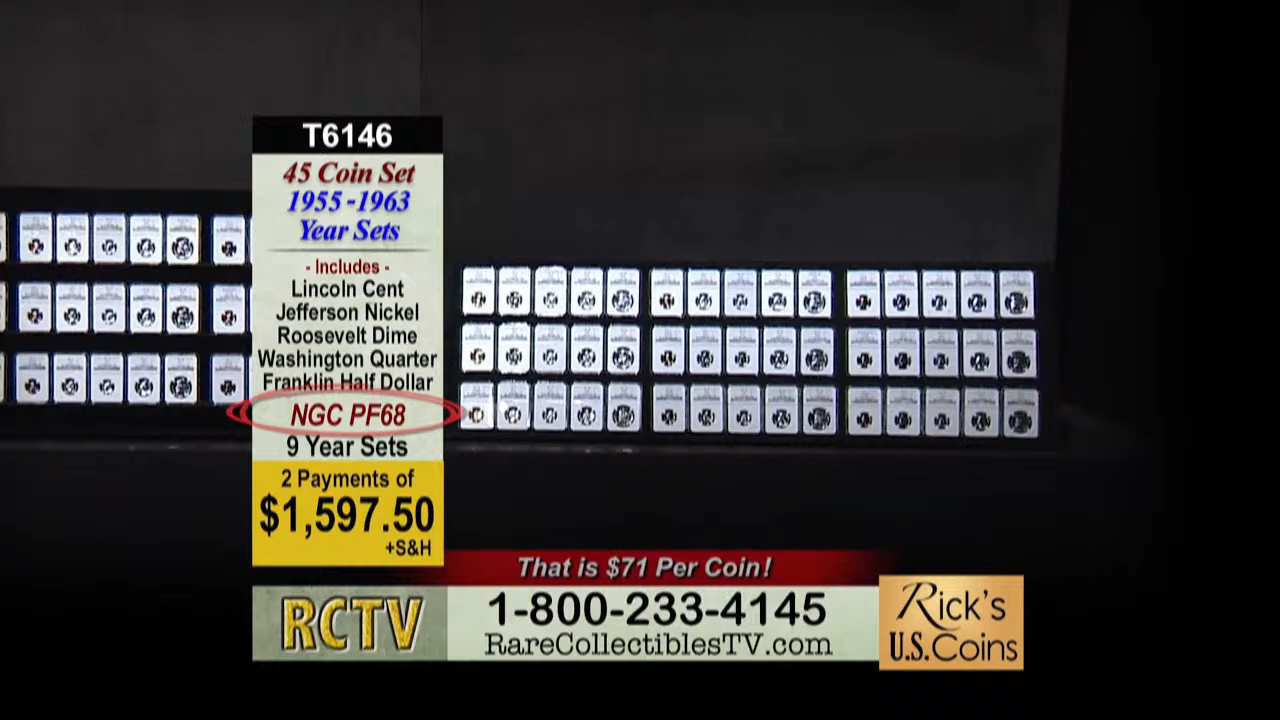 T6146
45 Coin Set
1955-1963
Year Sets
- Includes -
Lincoln Cent
Jefferson Nickel
Roosevelt Dime
Washington Quarter
Franklin Half Dollar
NGC PF68
9 Year Sets
2 Payments of
$1,597.50
+S&H
That is $71 Per Coin!
RCTV
1-800-233-4145
RareCollectiblesTV.com
Rick's
U.S. Coins